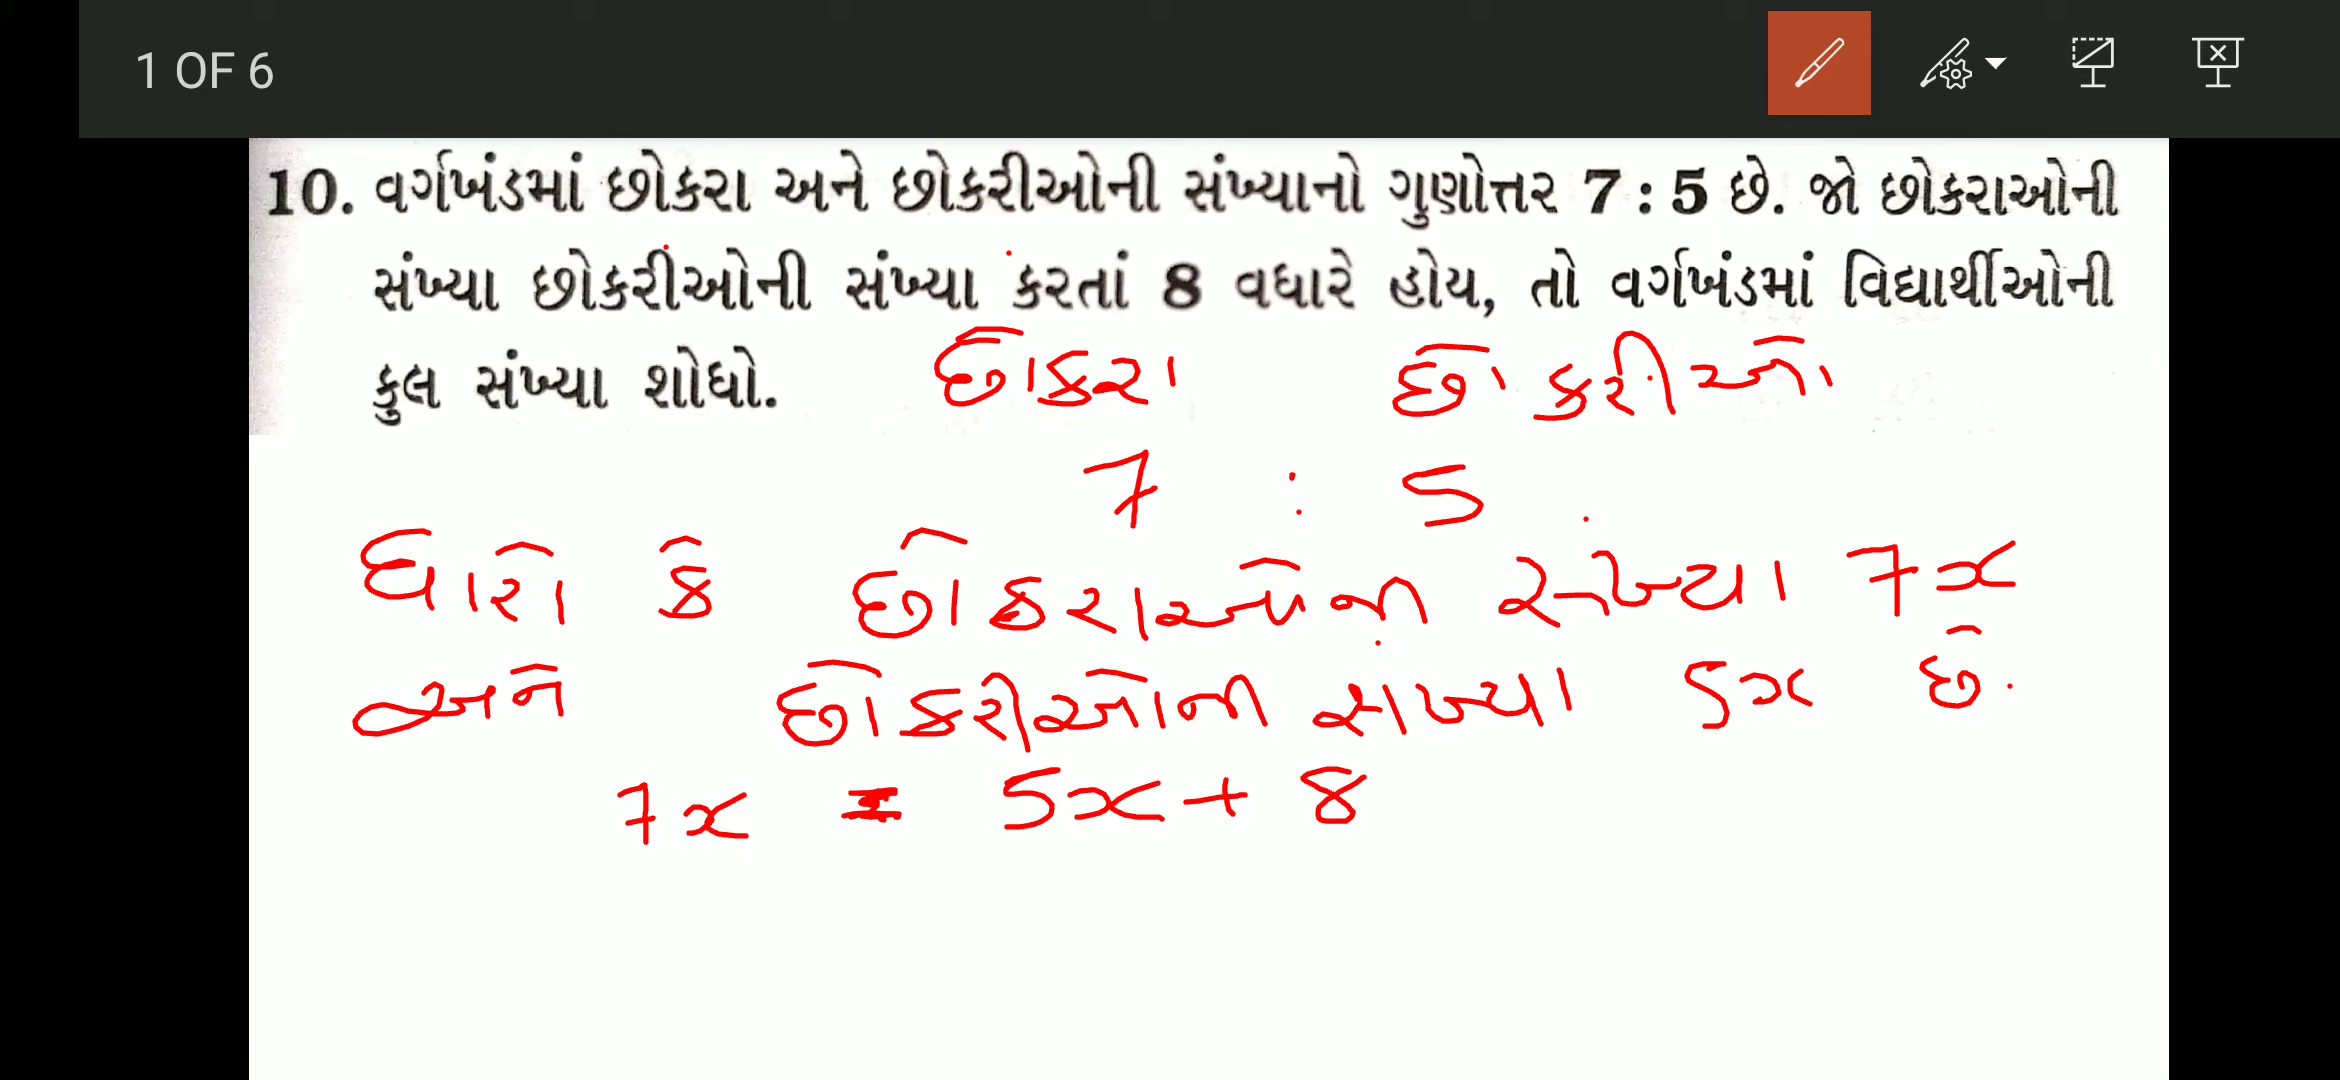 1 OF 6
10. વર્ગખંડમાં છોકરા અને છોકરીઓની સંખ્યાનો ગુણોત્તર 7 : 5 છે. જો છોકરાઓની
સંખ્યા છોકરીઓની સંખ્યા કરતાં 8 વધારે હોય, તો વર્ગખંડમાં વિદ્યાર્થીઓની
કુલ સંખ્યા શોધો.
છોકરા છોકરીઓ
7 : 5
ધારો કે છોકરાઓની સંખ્યા 7x
અને છોકરીઓની સંખ્યા 5x છે.
7x = 5x + 8